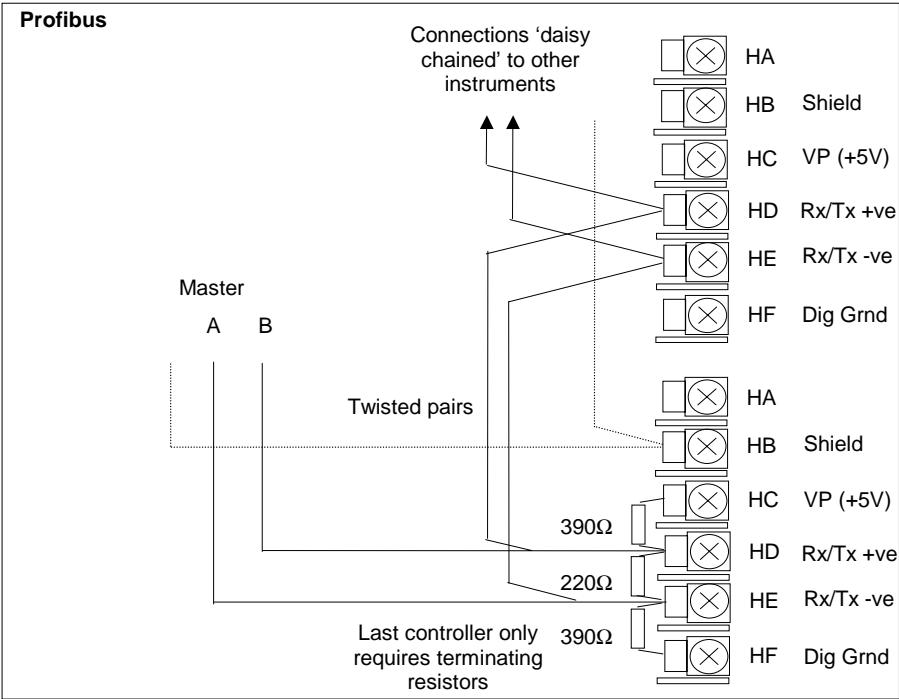 Profibus
Connections ‘daisy
chained’ to other
instruments
HA
HB Shield
HC VP (+5V)
HD Rx/Tx +ve
HE Rx/Tx -ve
HF Dig Grnd
Master
A B
Twisted pairs
HA
HB Shield
HC VP (+5V)
390Ω
HD Rx/Tx +ve
220Ω
HE Rx/Tx -ve
390Ω
HF Dig Grnd
Last controller only
requires terminating
resistors